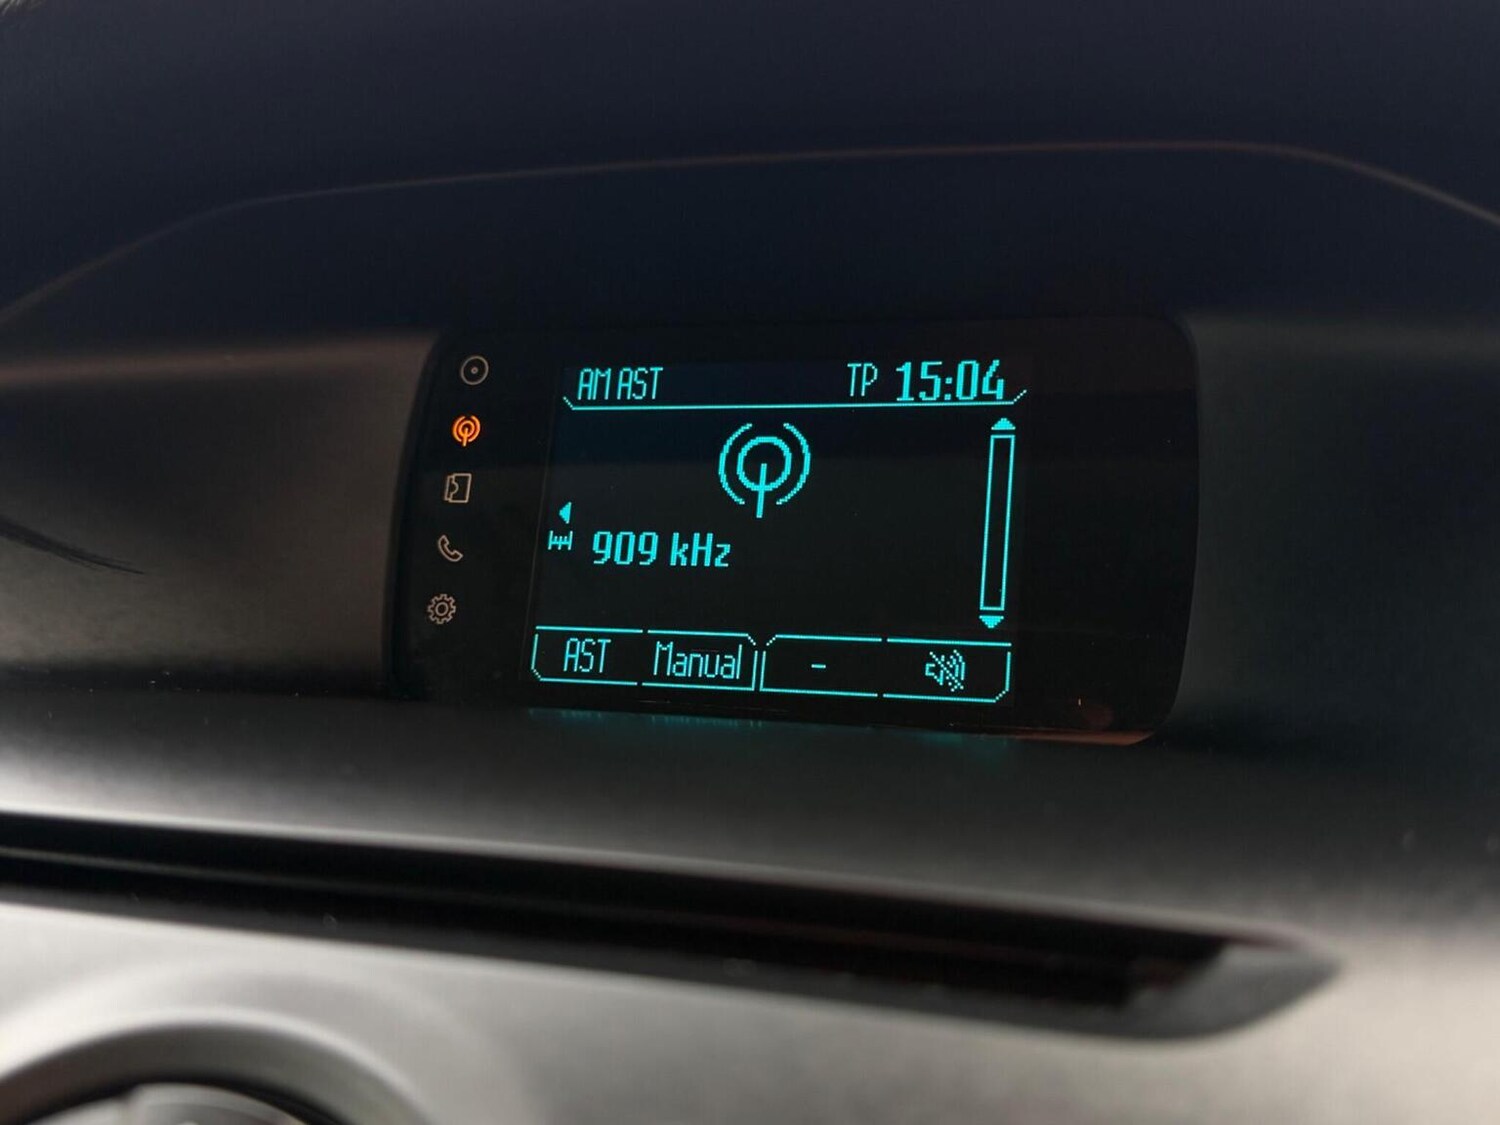 AM AST TP 15:04
909 kHz
AST Manual -